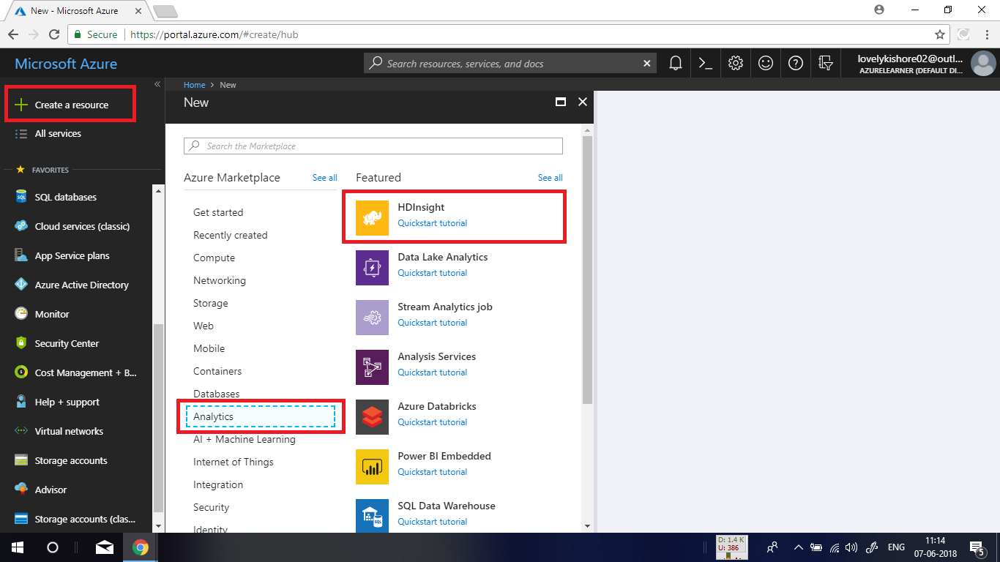 New - Microsoft Azure
Secure
https://portal.azure.com/#create/hub
Microsoft Azure
Search resources, services, and docs
lovelykishore02@outl...
AZURELEARNER (DEFAULT DI...
Create a resource
All services
FAVORITES
SQL databases
Cloud services (classic)
App Service plans
Azure Active Directory
Monitor
Security Center
Cost Management + B...
Help + support
Virtual networks
Storage accounts
Advisor
Storage accounts (clas...
Home > New
New
Search the Marketplace
Azure Marketplace
See all
Get started
Recently created
Compute
Networking
Storage
Web
Mobile
Containers
Databases
Analytics
AI + Machine Learning
Internet of Things
Integration
Security
Identity
Featured
See all
HDInsight
Quickstart tutorial
Data Lake Analytics
Quickstart tutorial
Stream Analytics job
Quickstart tutorial
Analysis Services
Quickstart tutorial
Azure Databricks
Quickstart tutorial
Power BI Embedded
Quickstart tutorial
SQL Data Warehouse
Quickstart tutorial
D: 1.4 K
U: 386
ENG
11:14
07-06-2018
5